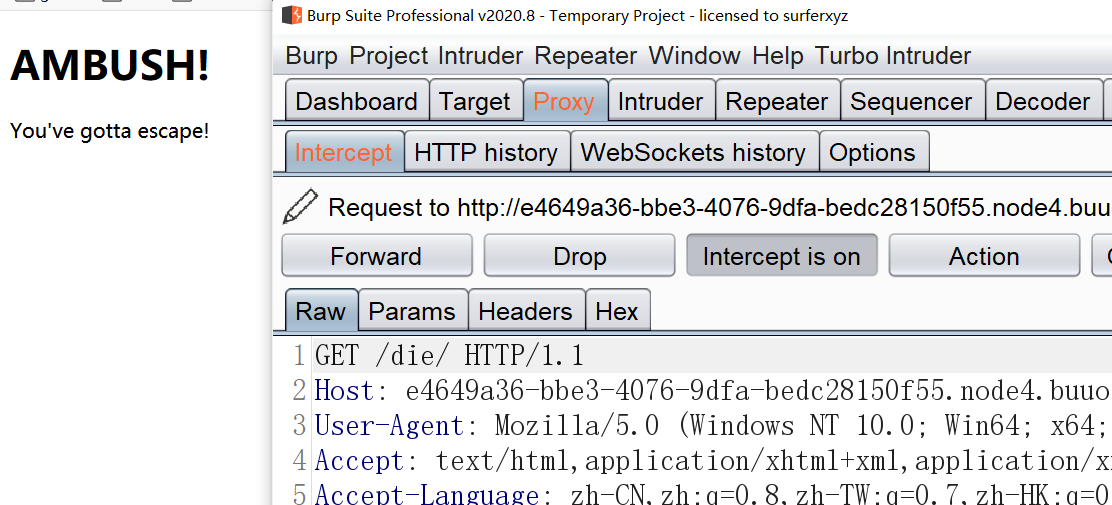 AMBUSH!
You've gotta escape!
Burp Suite Professional v2020.8 - Temporary Project - licensed to surferxyz
Burp Project Intruder Repeater Window Help Turbo Intruder
Dashboard Target Proxy Intruder Repeater Sequencer Decoder
Intercept HTTP history WebSockets history Options
Request to http://e4649a36-bbe3-4076-9dfa-bedc28150f55.node4.buuo
Forward Drop Intercept is on Action
Raw Params Headers Hex
1 GET /die/ HTTP/1.1
2 Host: e4649a36-bbe3-4076-9dfa-bedc28150f55.node4.buuo
3 User-Agent: Mozilla/5.0 (Windows NT 10.0; Win64; x64;
4 Accept: text/html,application/xhtml+xml,application/x
5 Accept-Language: zh-CN,zh;q=0.8,zh-TW;q=0.7,zh-HK;q=0